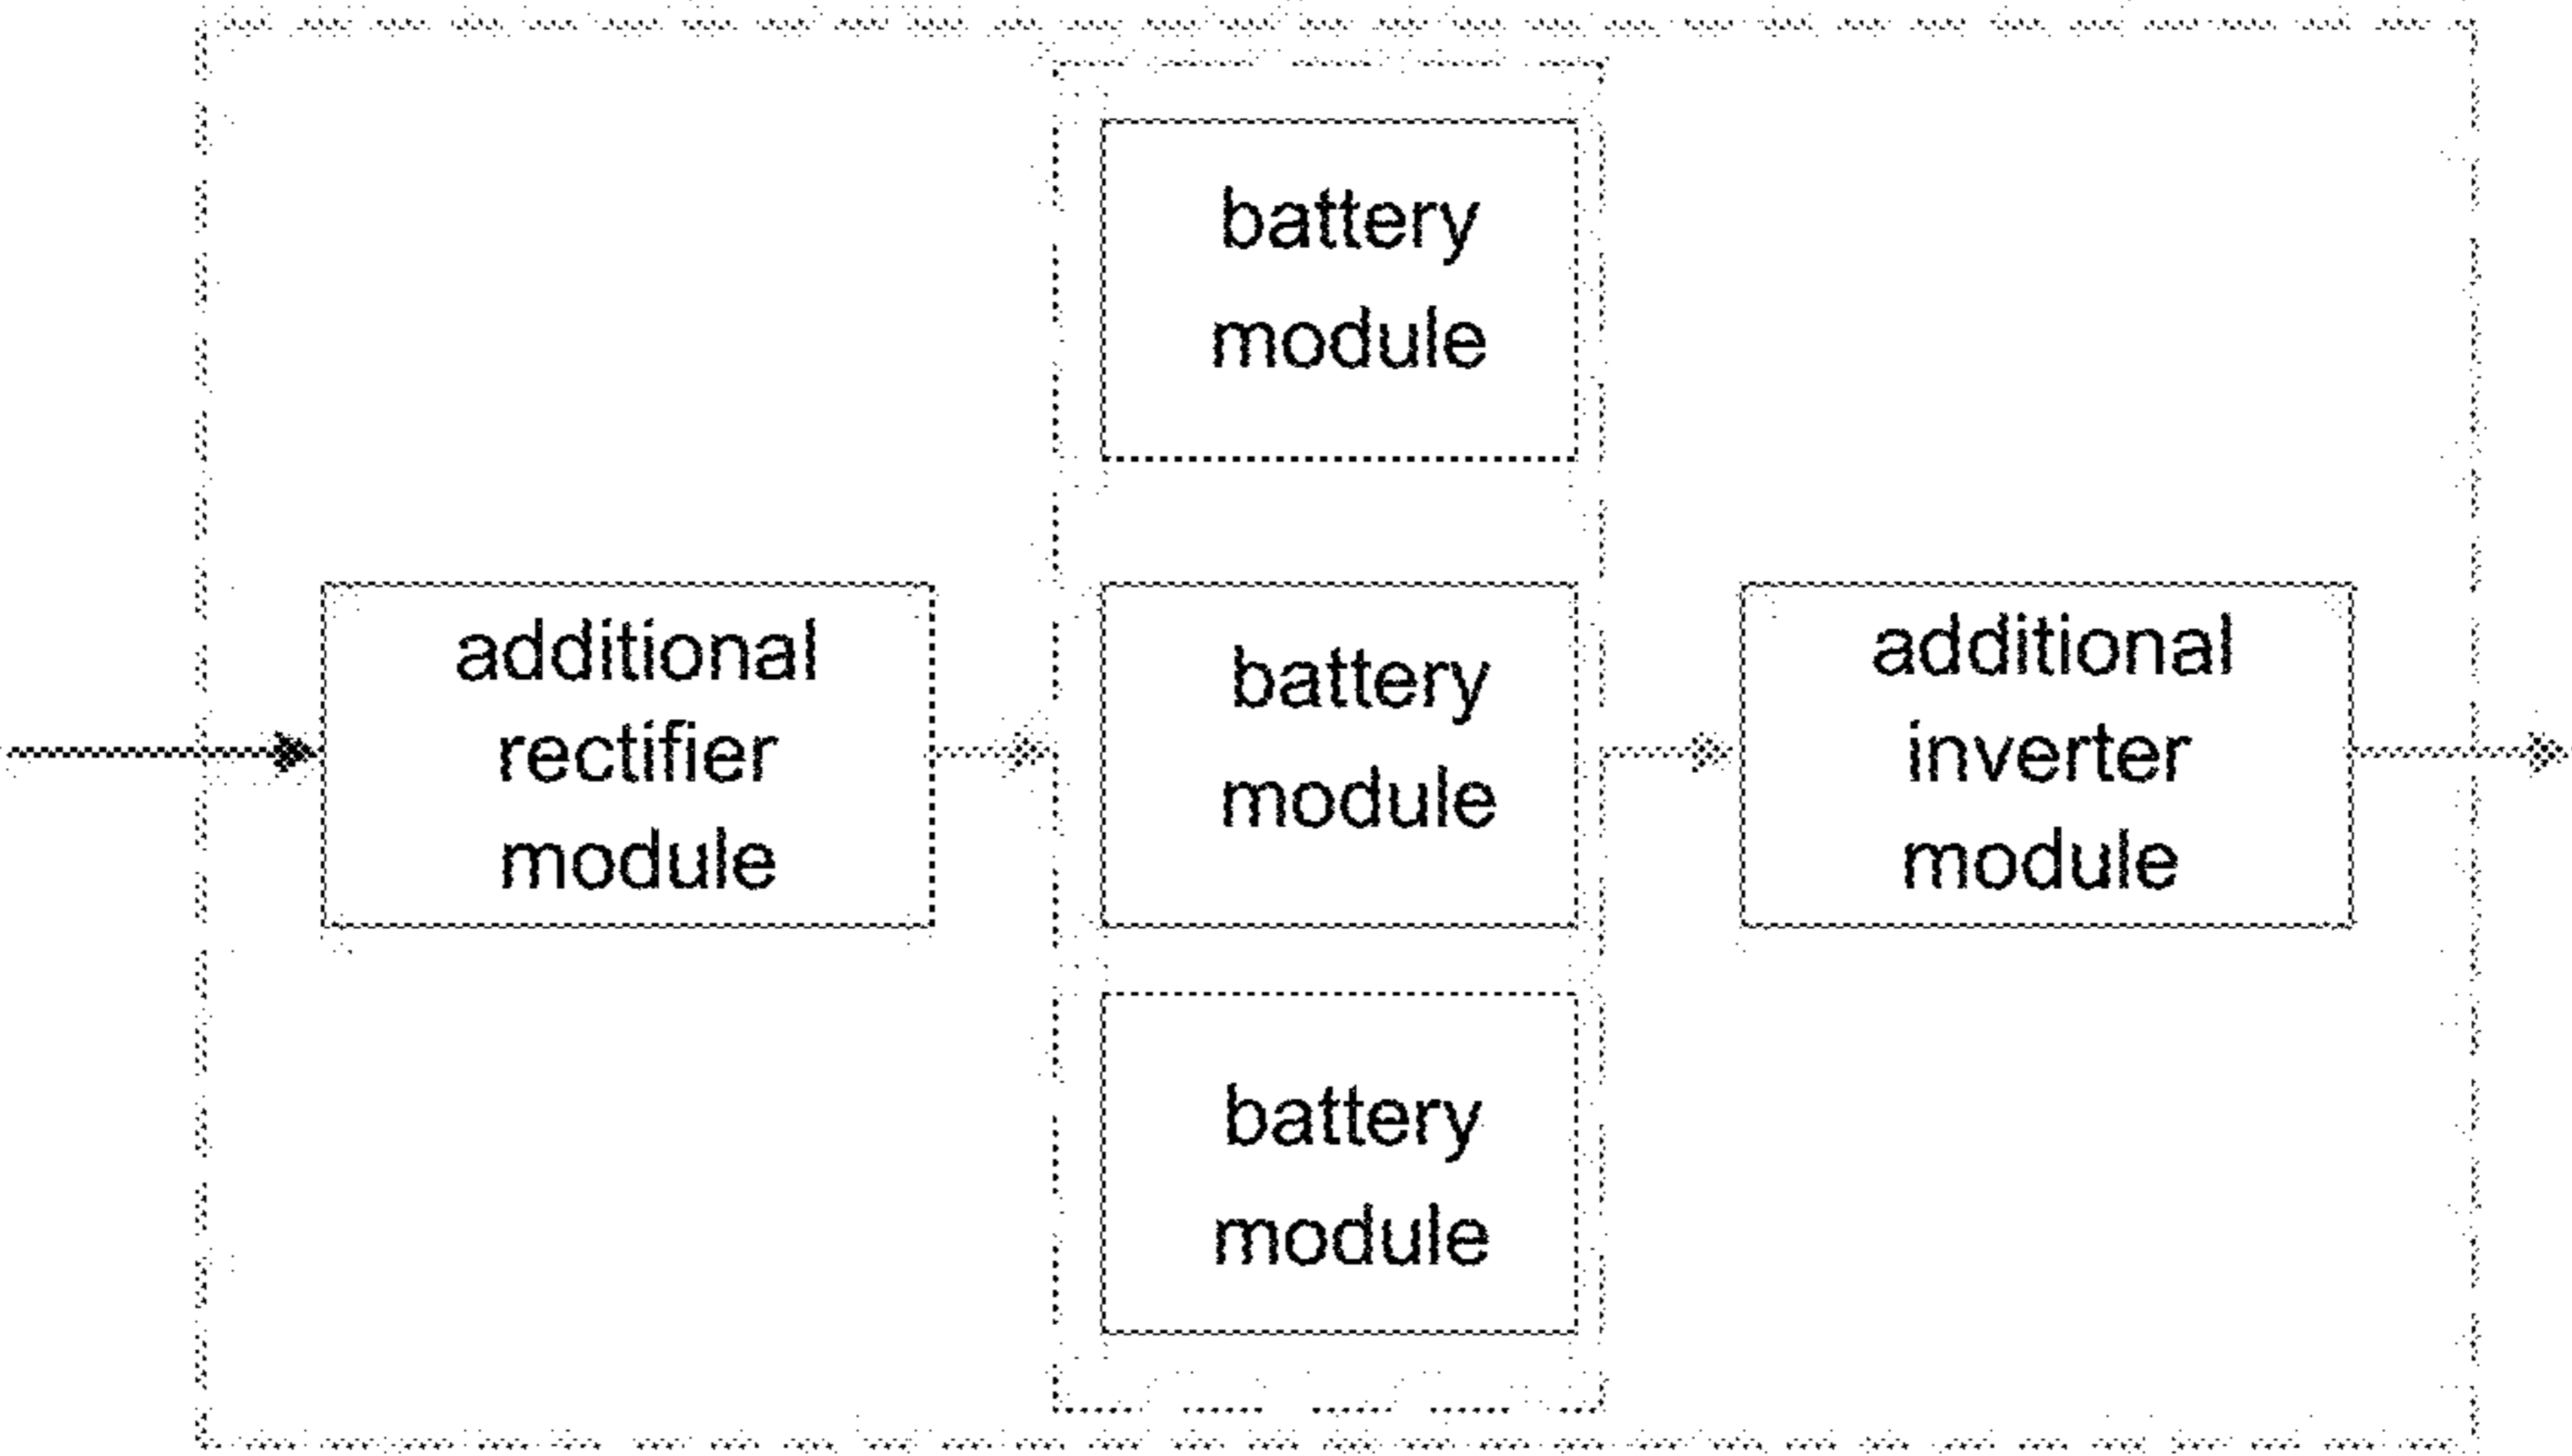 battery
module
additional
rectifier
module
battery
module
additional
inverter
module
battery
module